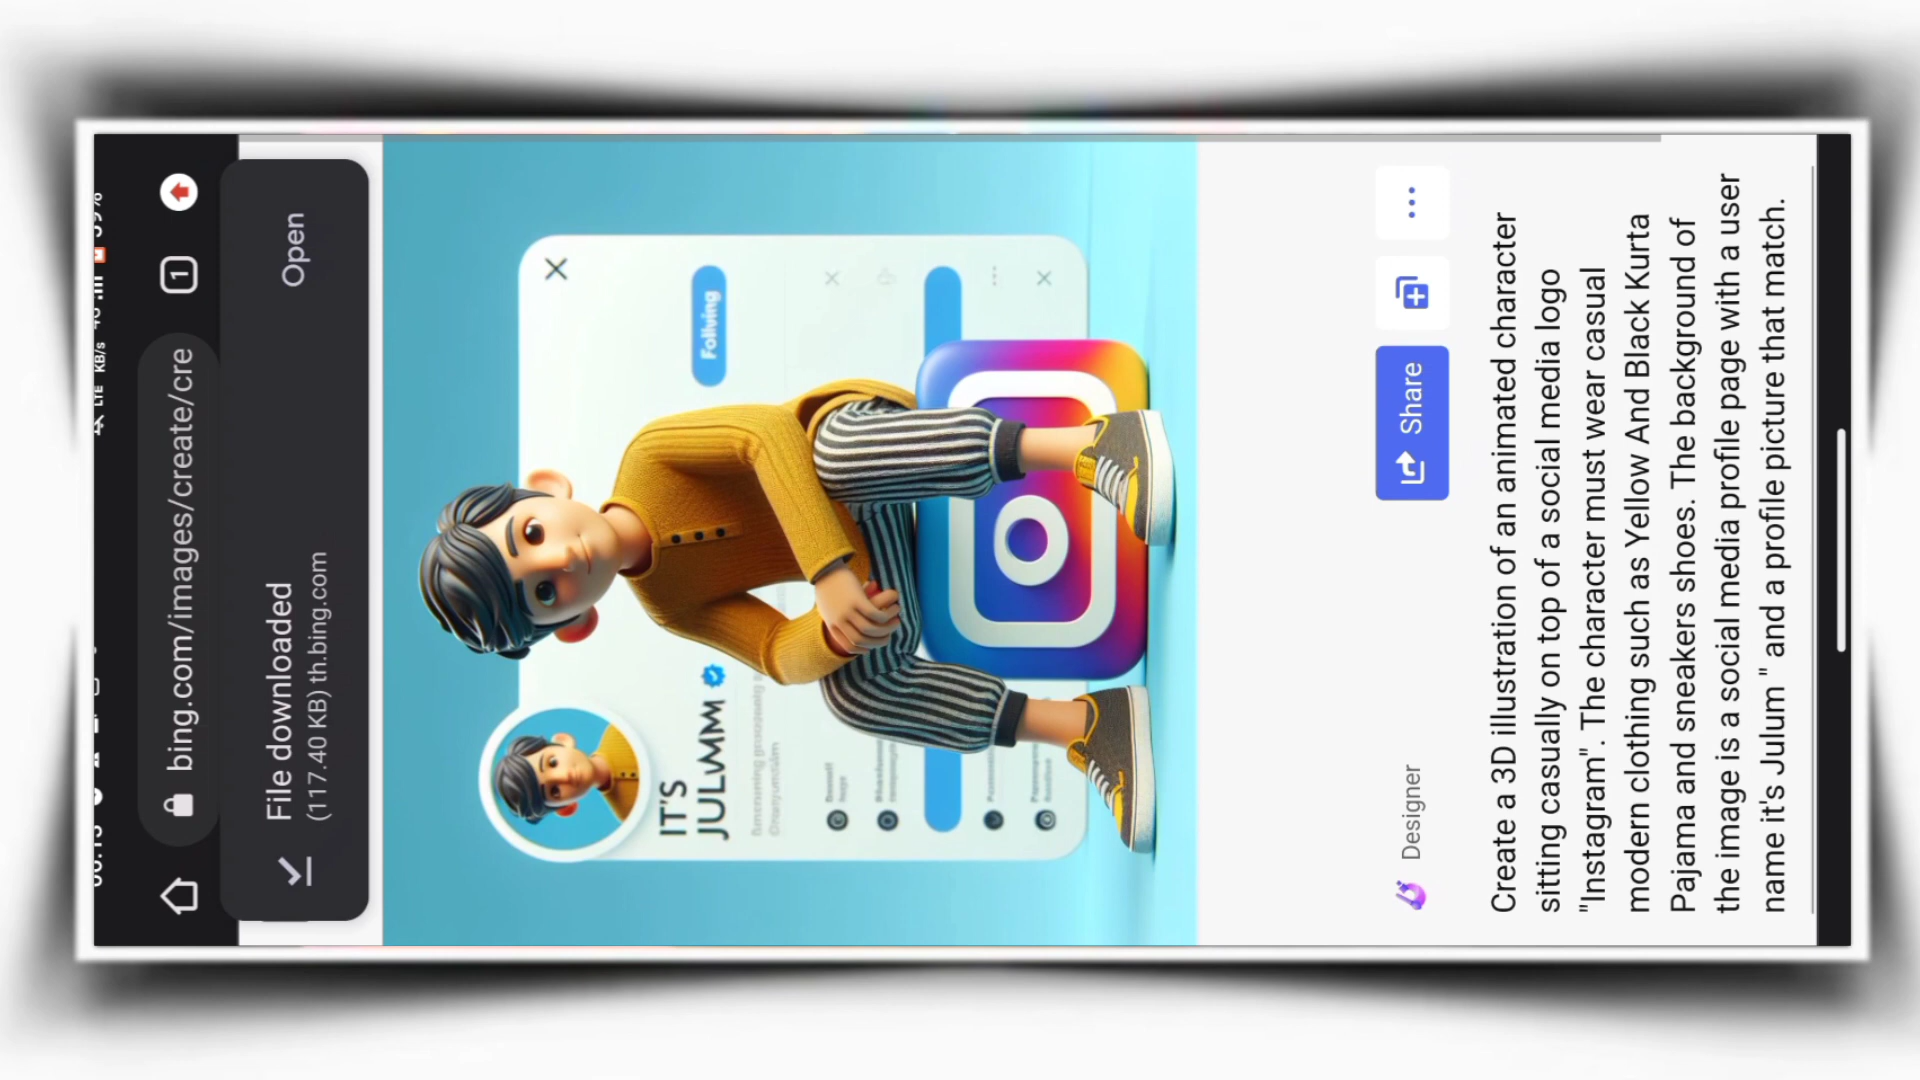 1
bing.com/images/create/cre
File downloaded
Open
(117.40 KB) th.bing.com
IT'S
JULWMM
Follving
Designer
Share
Create a 3D illustration of an animated character
sitting casually on top of a social media logo
"Instagram". The character must wear casual
modern clothing such as Yellow And Black Kurta
Pajama and sneakers shoes. The background of
the image is a social media profile page with a user
name it's Julum " and a profile picture that match.